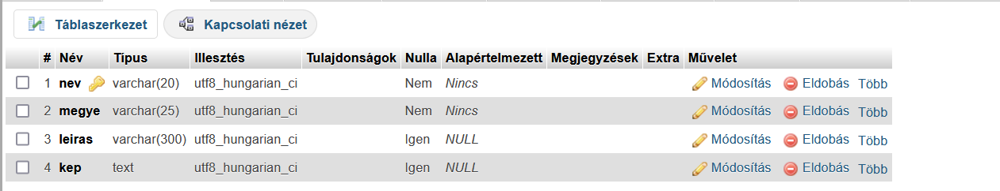 Táblaszerkezet Kapcsolati nézet
# Név Típus Illesztés Tulajdonságok Nulla Alapértelmezett Megjegyzések Extra Művelet
1 nev varchar(20) utf8_hungarian_ci Nem Nincs Módosítás Eldobás Több
2 megye varchar(25) utf8_hungarian_ci Nem Nincs Módosítás Eldobás Több
3 leiras varchar(300) utf8_hungarian_ci Igen NULL Módosítás Eldobás Több
4 kep text utf8_hungarian_ci Igen NULL Módosítás Eldobás Több